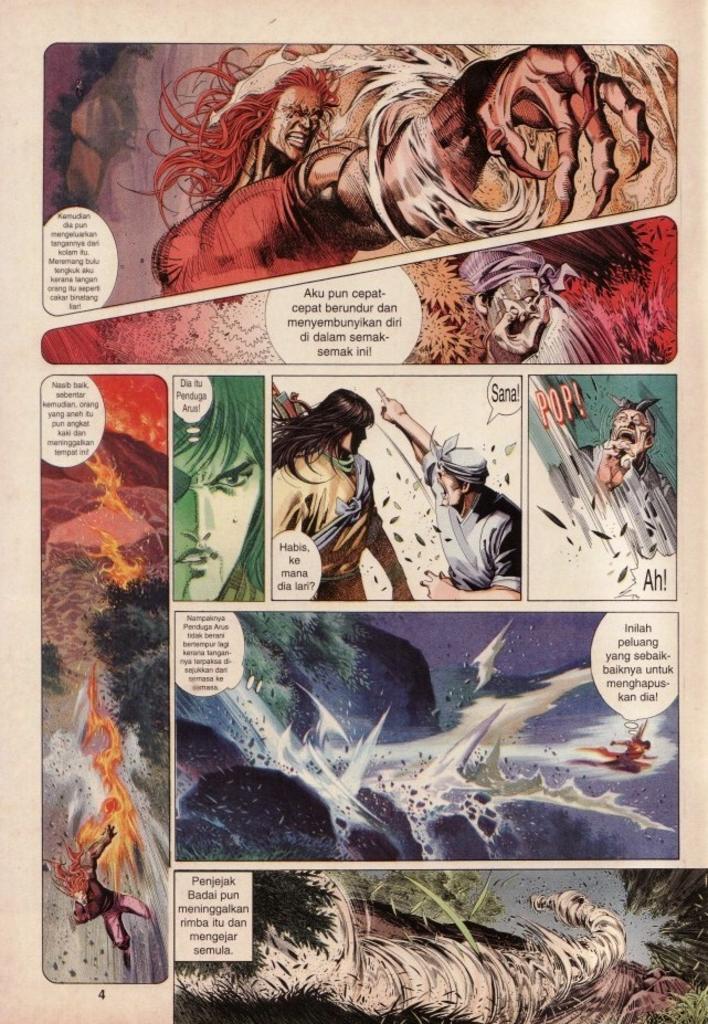 Kemudian
dia pun
mengeluarkan
tangannya dari
kolam itu.
Meremang bulu
tengkuk aku
kerana tangan
orang itu seperti
cakar binatang
liar!
Aku pun cepat-
cepat berundur dan
menyembunyikan diri
di dalam semak-
semak ini!
Nasib baik,
sebentar
kemudian, orang
yang aneh itu
pun angkat
kaki dan
meninggalkan
tempat ini!
Dia itu
Penduga
Arus!
Habis,
ke
mana
dia lari?
Sana!
POP!
Ah!
Nampaknya
Penduga Arus
tidak berani
bertempur lagi
kerana tangan-
nya terpaksa di-
sejukkan dari
semasa ke
semasa.
Inilah
peluang
yang sebaik-
baiknya untuk
menghapus-
kan dia!
Penjejak
Badai pun
meninggalkan
rimba itu dan
mengejar
semula.
4